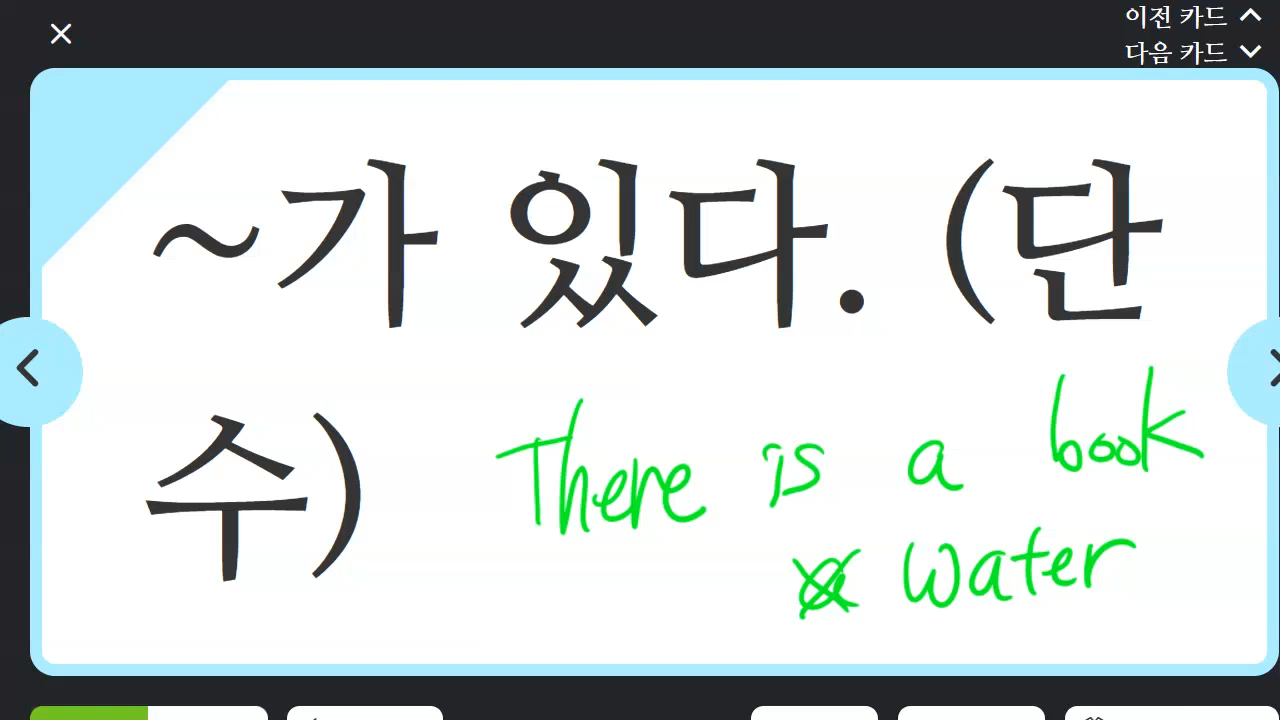 이전 카드
다음 카드
~가 있다. (단
수)
There is a book
a water